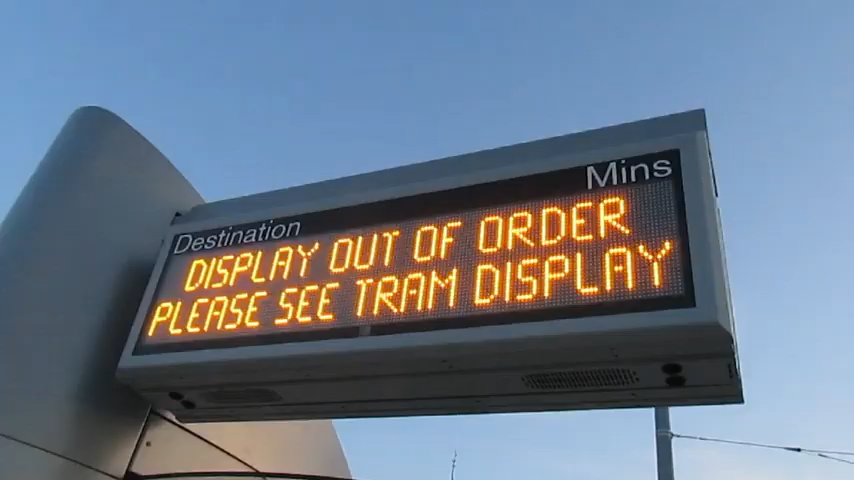 Destination Mins
DISPLAY OUT OF ORDER
PLEASE SEE TRAM DISPLAY